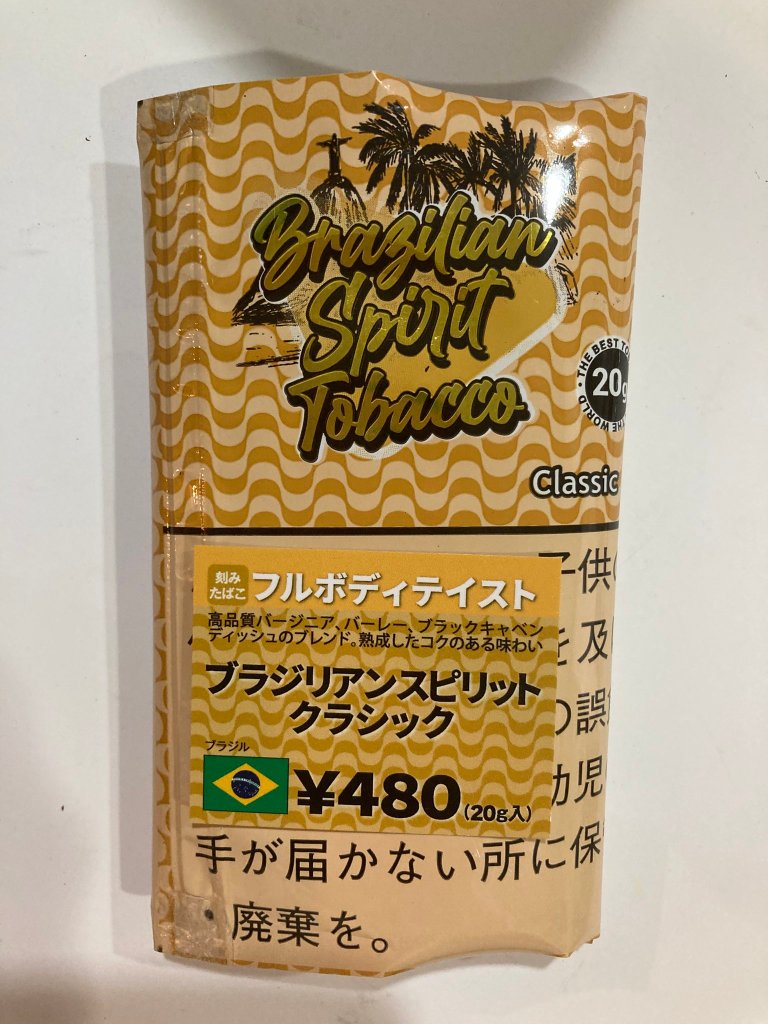 Brazilian
Spirit
Tobacco
THE BEST TO
20g
THE WORLD
Classic
子供
刻み
たばこ
フルボディテイスト
高品質バージニア、バーレー、ブラックキャベン
ディッシュのブレンド。熟成したコクのある味わい
を及
ブラジリアンスピリット
クラシック
の誤
ブラジル
¥480(20g入)
幼児
手が届かない所に保
廃棄を。